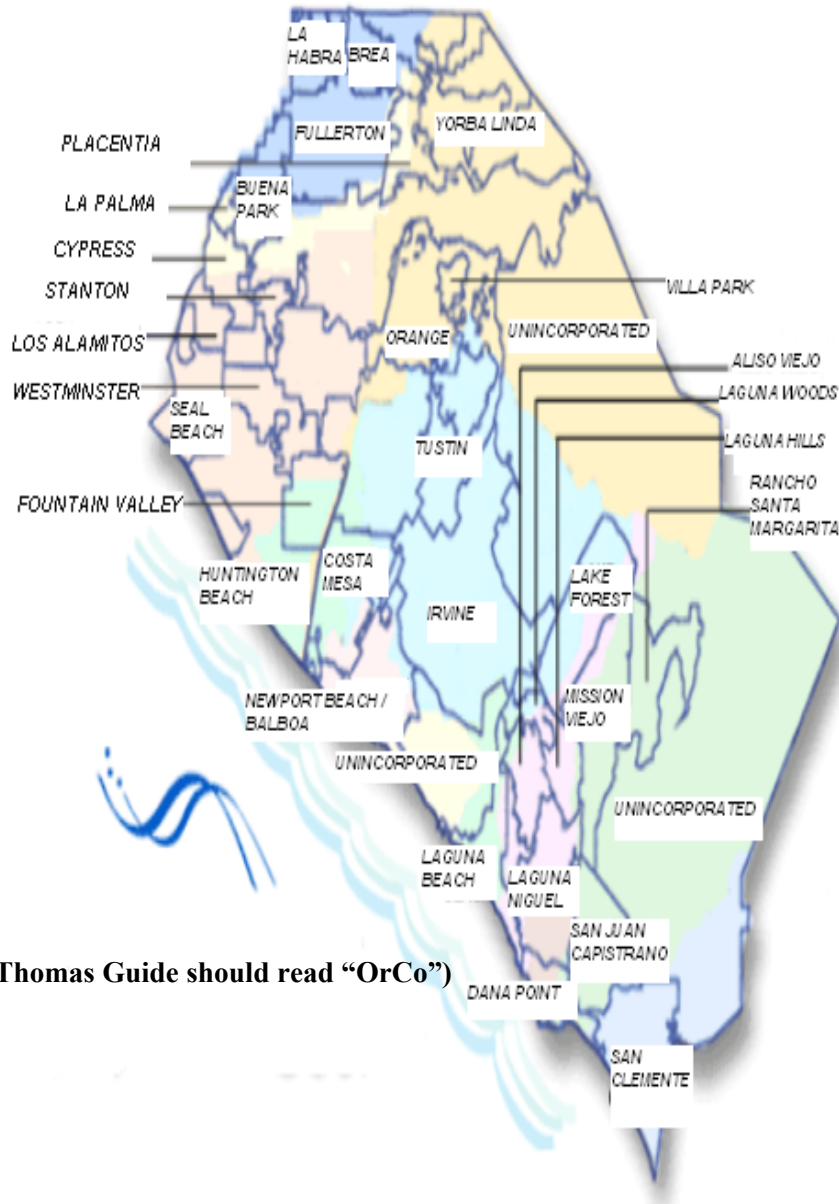 LA
HABRA
BREA
FULLERTON
YORBA LINDA
PLACENTIA
LA PALMA
BUENA
PARK
CYPRESS
STANTON
VILLA PARK
LOS ALAMITOS
ORANGE
UNINCORPORATED
ALISO VIEJO
WESTMINSTER
LAGUNA WOODS
SEAL
BEACH
TUSTIN
LAGUNA HILLS
FOUNTAIN VALLEY
RANCHO
SANTA
MARGARITA
HUNTINGTON
BEACH
COSTA
MESA
IRVINE
LAKE
FOREST
NEWPORT BEACH /
BALBOA
MISSION
VIEJO
UNINCORPORATED
UNINCORPORATED
LAGUNA
BEACH
LAGUNA
NIGUEL
SAN JUAN
CAPISTRANO
Thomas Guide should read “OrCo”)
DANA POINT
SAN
CLEMENTE